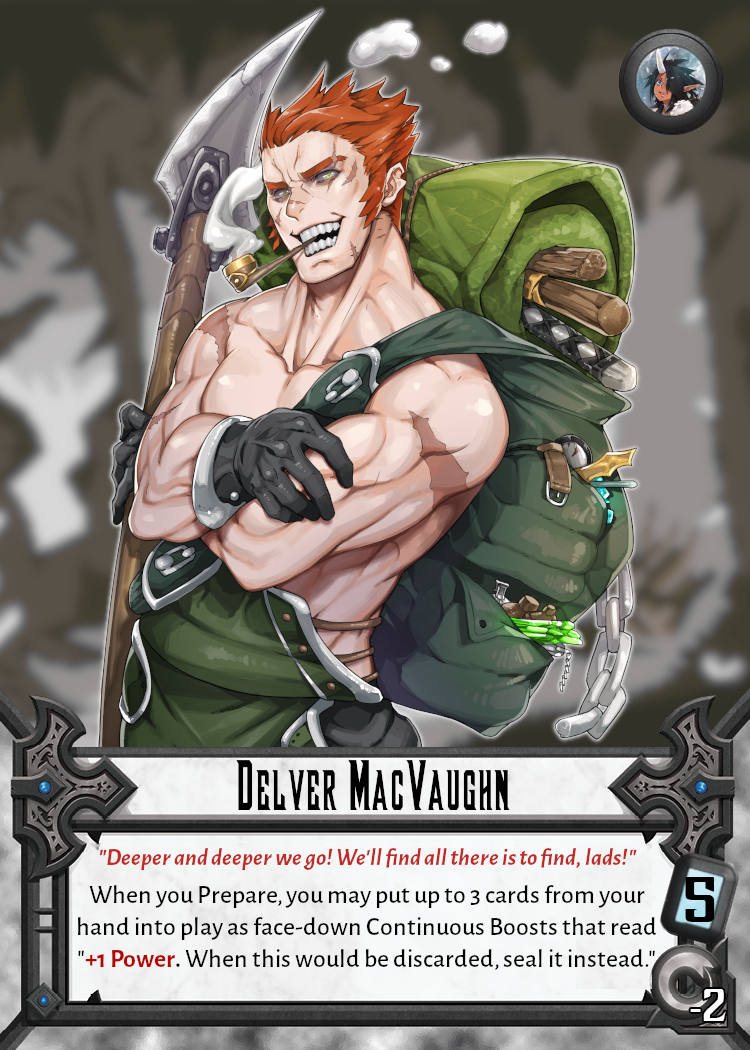 Delver MacVaughn
"Deeper and deeper we go! We'll find all there is to find, lads!"
When you Prepare, you may put up to 3 cards from your
hand into play as face-down Continuous Boosts that read
"+1 Power. When this would be discarded, seal it instead."
5
-2